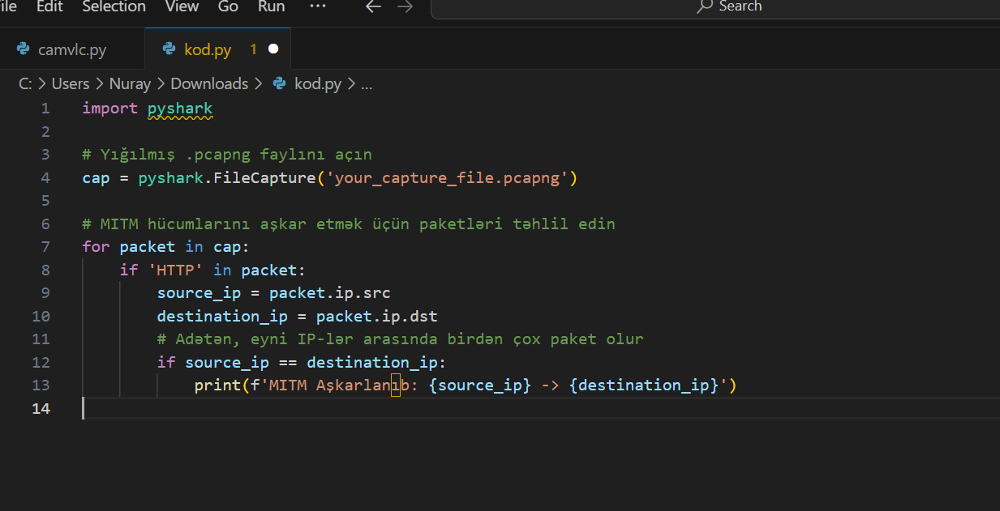 ile Edit Selection View Go Run ··· Search
camvlc.py kod.py 1
C: > Users > Nuray > Downloads > kod.py > ...
1 import pyshark
2
3 # Yığılmış .pcapng faylını açın
4 cap = pyshark.FileCapture('your_capture_file.pcapng')
5
6 # MITM hücumlarını aşkar etmək üçün paketləri təhlil edin
7 for packet in cap:
8 if 'HTTP' in packet:
9 source_ip = packet.ip.src
10 destination_ip = packet.ip.dst
11 # Adətən, eyni IP-lər arasında birdən çox paket olur
12 if source_ip == destination_ip:
13 print(f'MITM Aşkarlanıb: {source_ip} -> {destination_ip}')
14